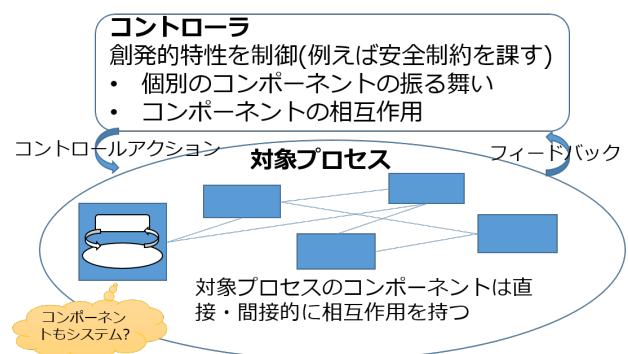 コントローラ
創発的特性を制御(例えば安全制約を課す)
• 個別のコンポーネントの振る舞い
• コンポーネントの相互作用
コントロールアクション
対象プロセス
フィードバック
対象プロセスのコンポーネントは直
接・間接的に相互作用を持つ
コンポーネン
トもシステム?